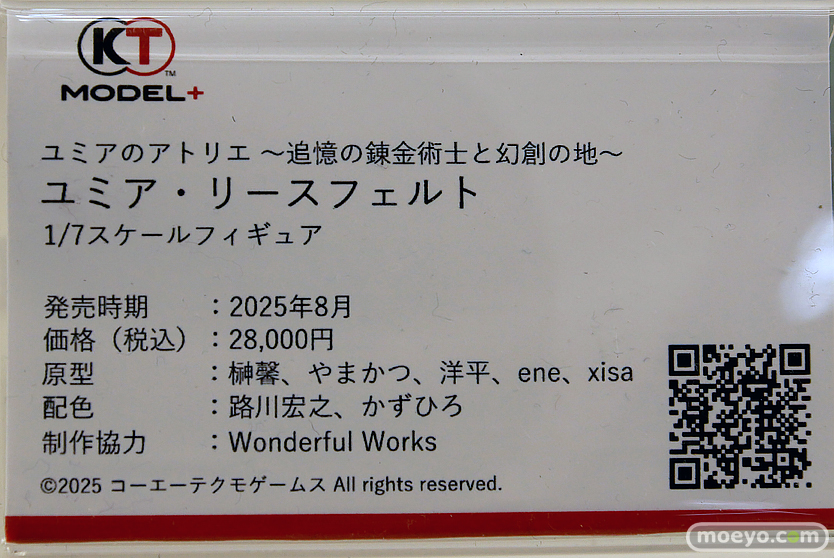 KT TM
MODEL+
ユミアのアトリエ ～追憶の錬金術士と幻創の地～
ユミア・リースフェルト
1/7スケールフィギュア
発売時期 ：2025年8月
価格（税込） ：28,000円
原型 ：榊馨、やまかつ、洋平、ene、xisa
配色 ：路川宏之、かずひろ
制作協力 ：Wonderful Works
©2025 コーエーテクモゲームス All rights reserved.
moeyo.com